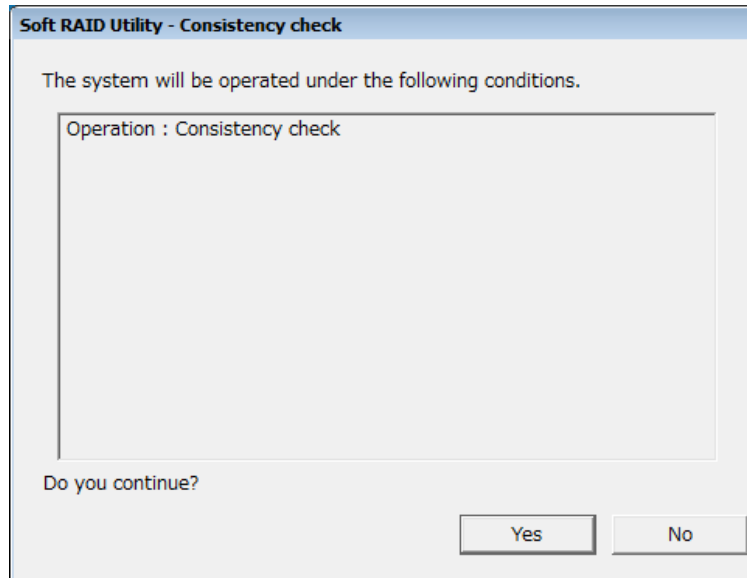 Soft RAID Utility - Consistency check
The system will be operated under the following conditions.
Operation : Consistency check
Do you continue?
Yes
No